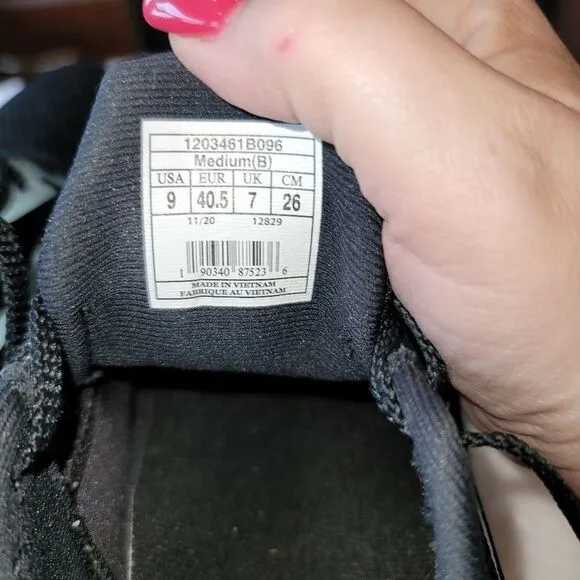 1203461B096
Medium(B)
USA EUR UK CM
9 40.5 7 26
11/20 12829
1 90340 87523 6
MADE IN VIETNAM
FABRIQUE AU VIETNAM